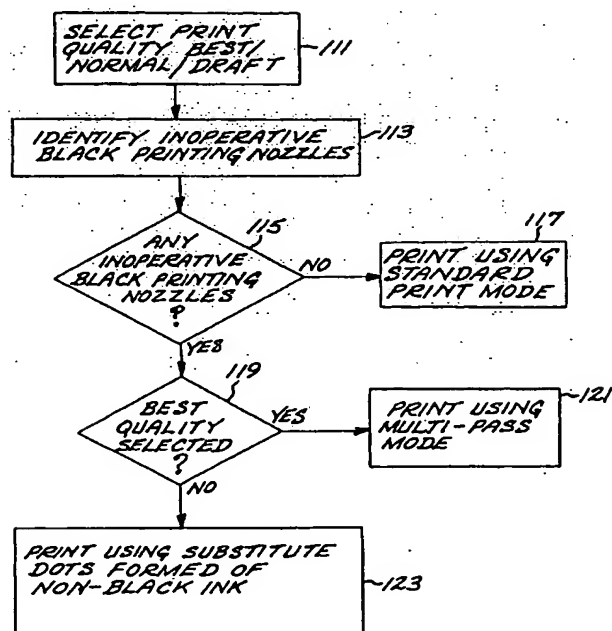 SELECT PRINT
QUALITY BEST/
NORMAL/DRAFT
111
IDENTIFY INOPERATIVE
BLACK PRINTING NOZZLES
113
115
ANY
INOPERATIVE
BLACK PRINTING
NOZZLES
?
NO
117
PRINT USING
STANDARD
PRINT MODE
YES
119
BEST
QUALITY
SELECTED
?
YES
121
PRINT USING
MULTI-PASS
MODE
NO
PRINT USING SUBSTITUTE
DOTS FORMED OF
NON-BLACK INK
123